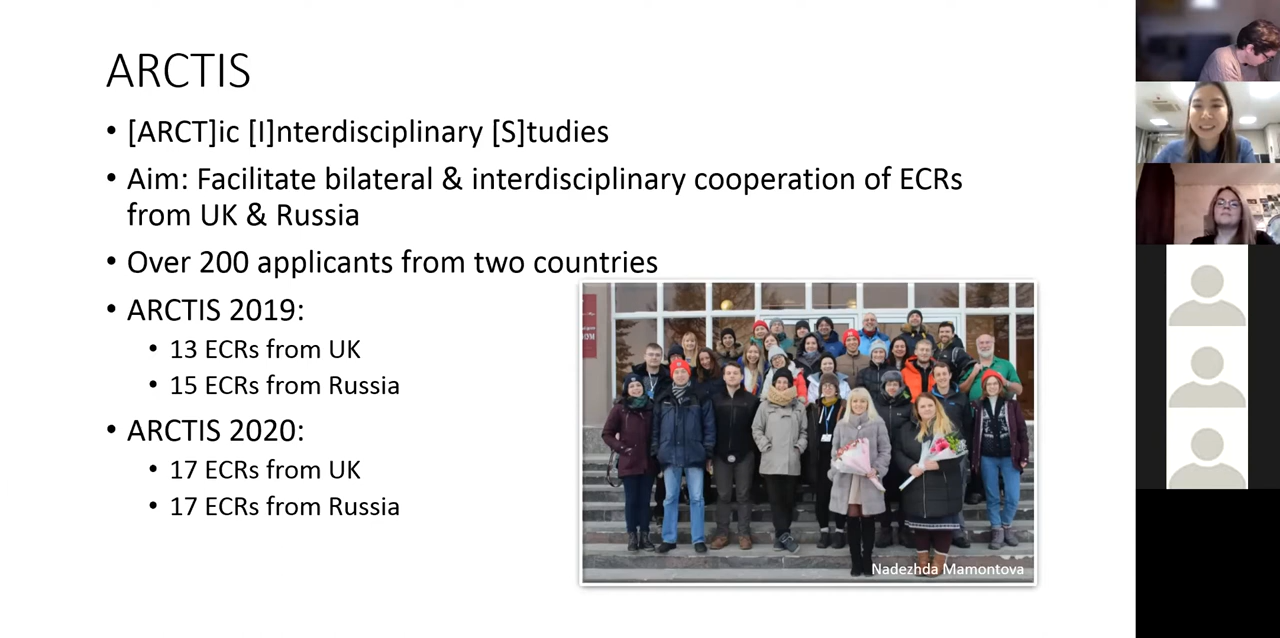 ARCTIS
• [ARCT]ic [I]nterdisciplinary [S]tudies
• Aim: Facilitate bilateral & interdisciplinary cooperation of ECRs
from UK & Russia
• Over 200 applicants from two countries
• ARCTIS 2019:
• 13 ECRs from UK
• 15 ECRs from Russia
• ARCTIS 2020:
• 17 ECRs from UK
• 17 ECRs from Russia
Nadezhda Mamontova